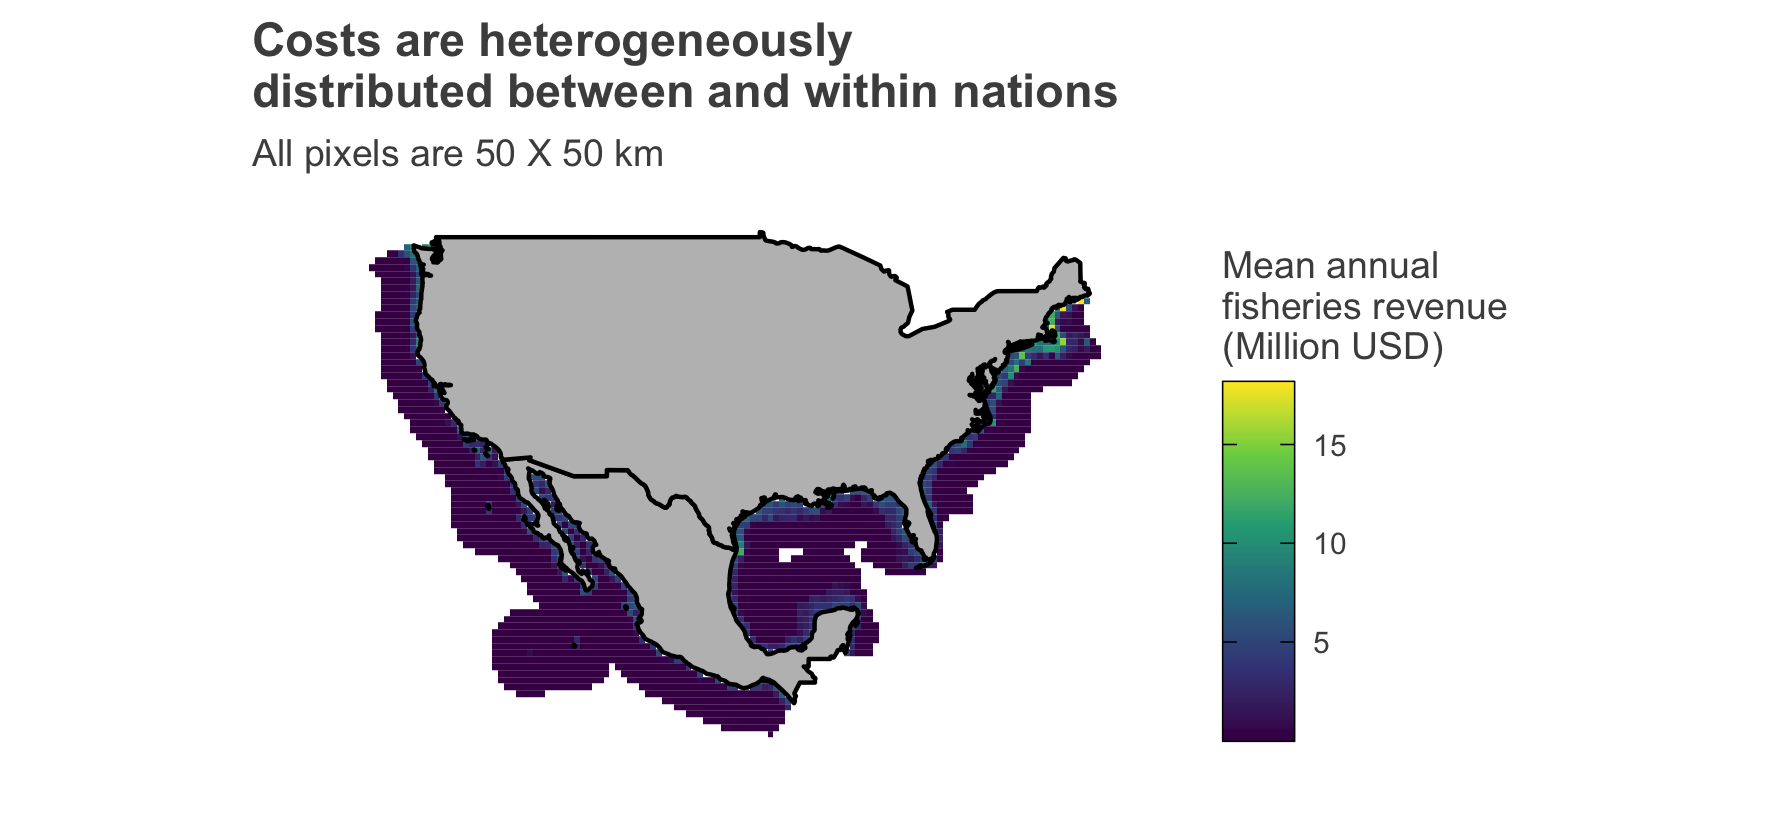 Costs are heterogeneously
distributed between and within nations
All pixels are 50 X 50 km
Mean annual
fisheries revenue
(Million USD)
15
10
5